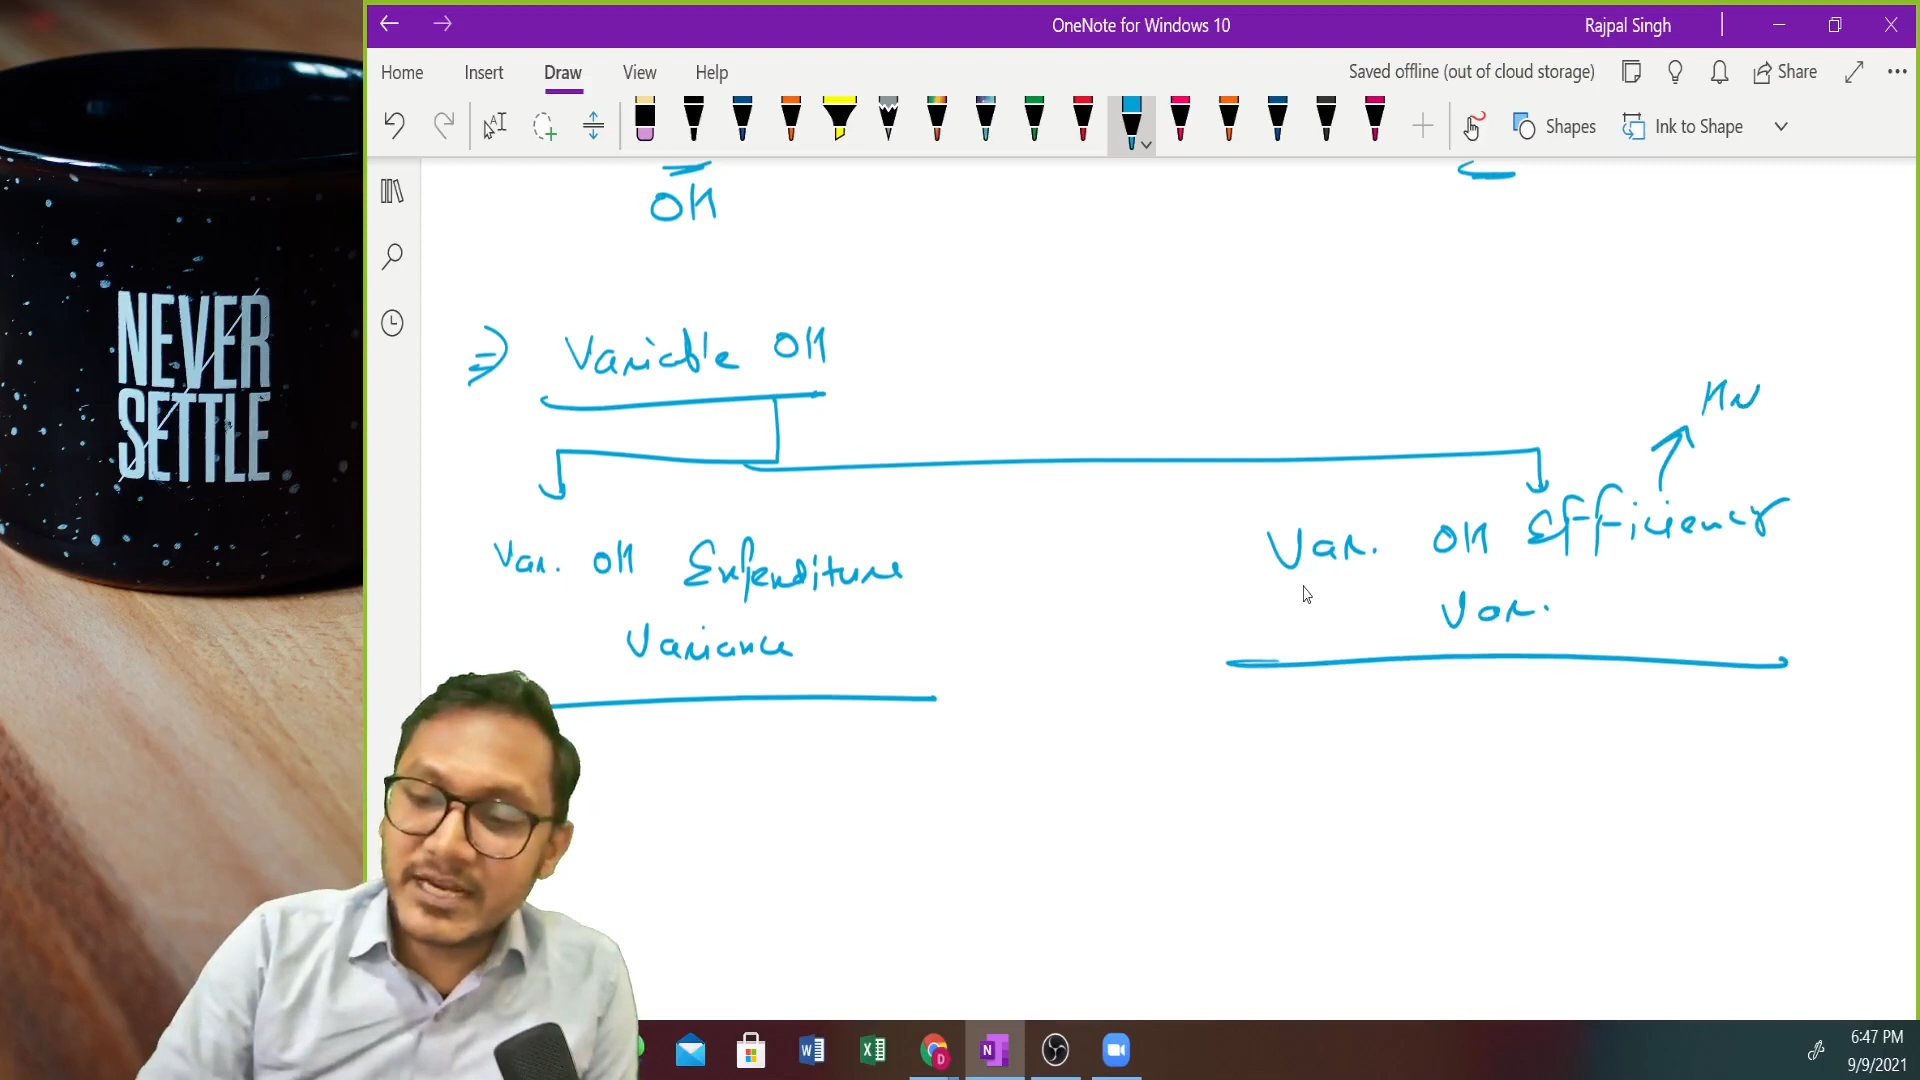 OneNote for Windows 10
Rajpal Singh
Home Insert Draw View Help
Saved offline (out of cloud storage)
Share
Shapes
Ink to Shape
NEVER
SETTLE
OH
⇒ Variable OH
Hr
Var. OH Expenditure
Variance
Var. OH Efficiency
Var.
6:47 PM
9/9/2021